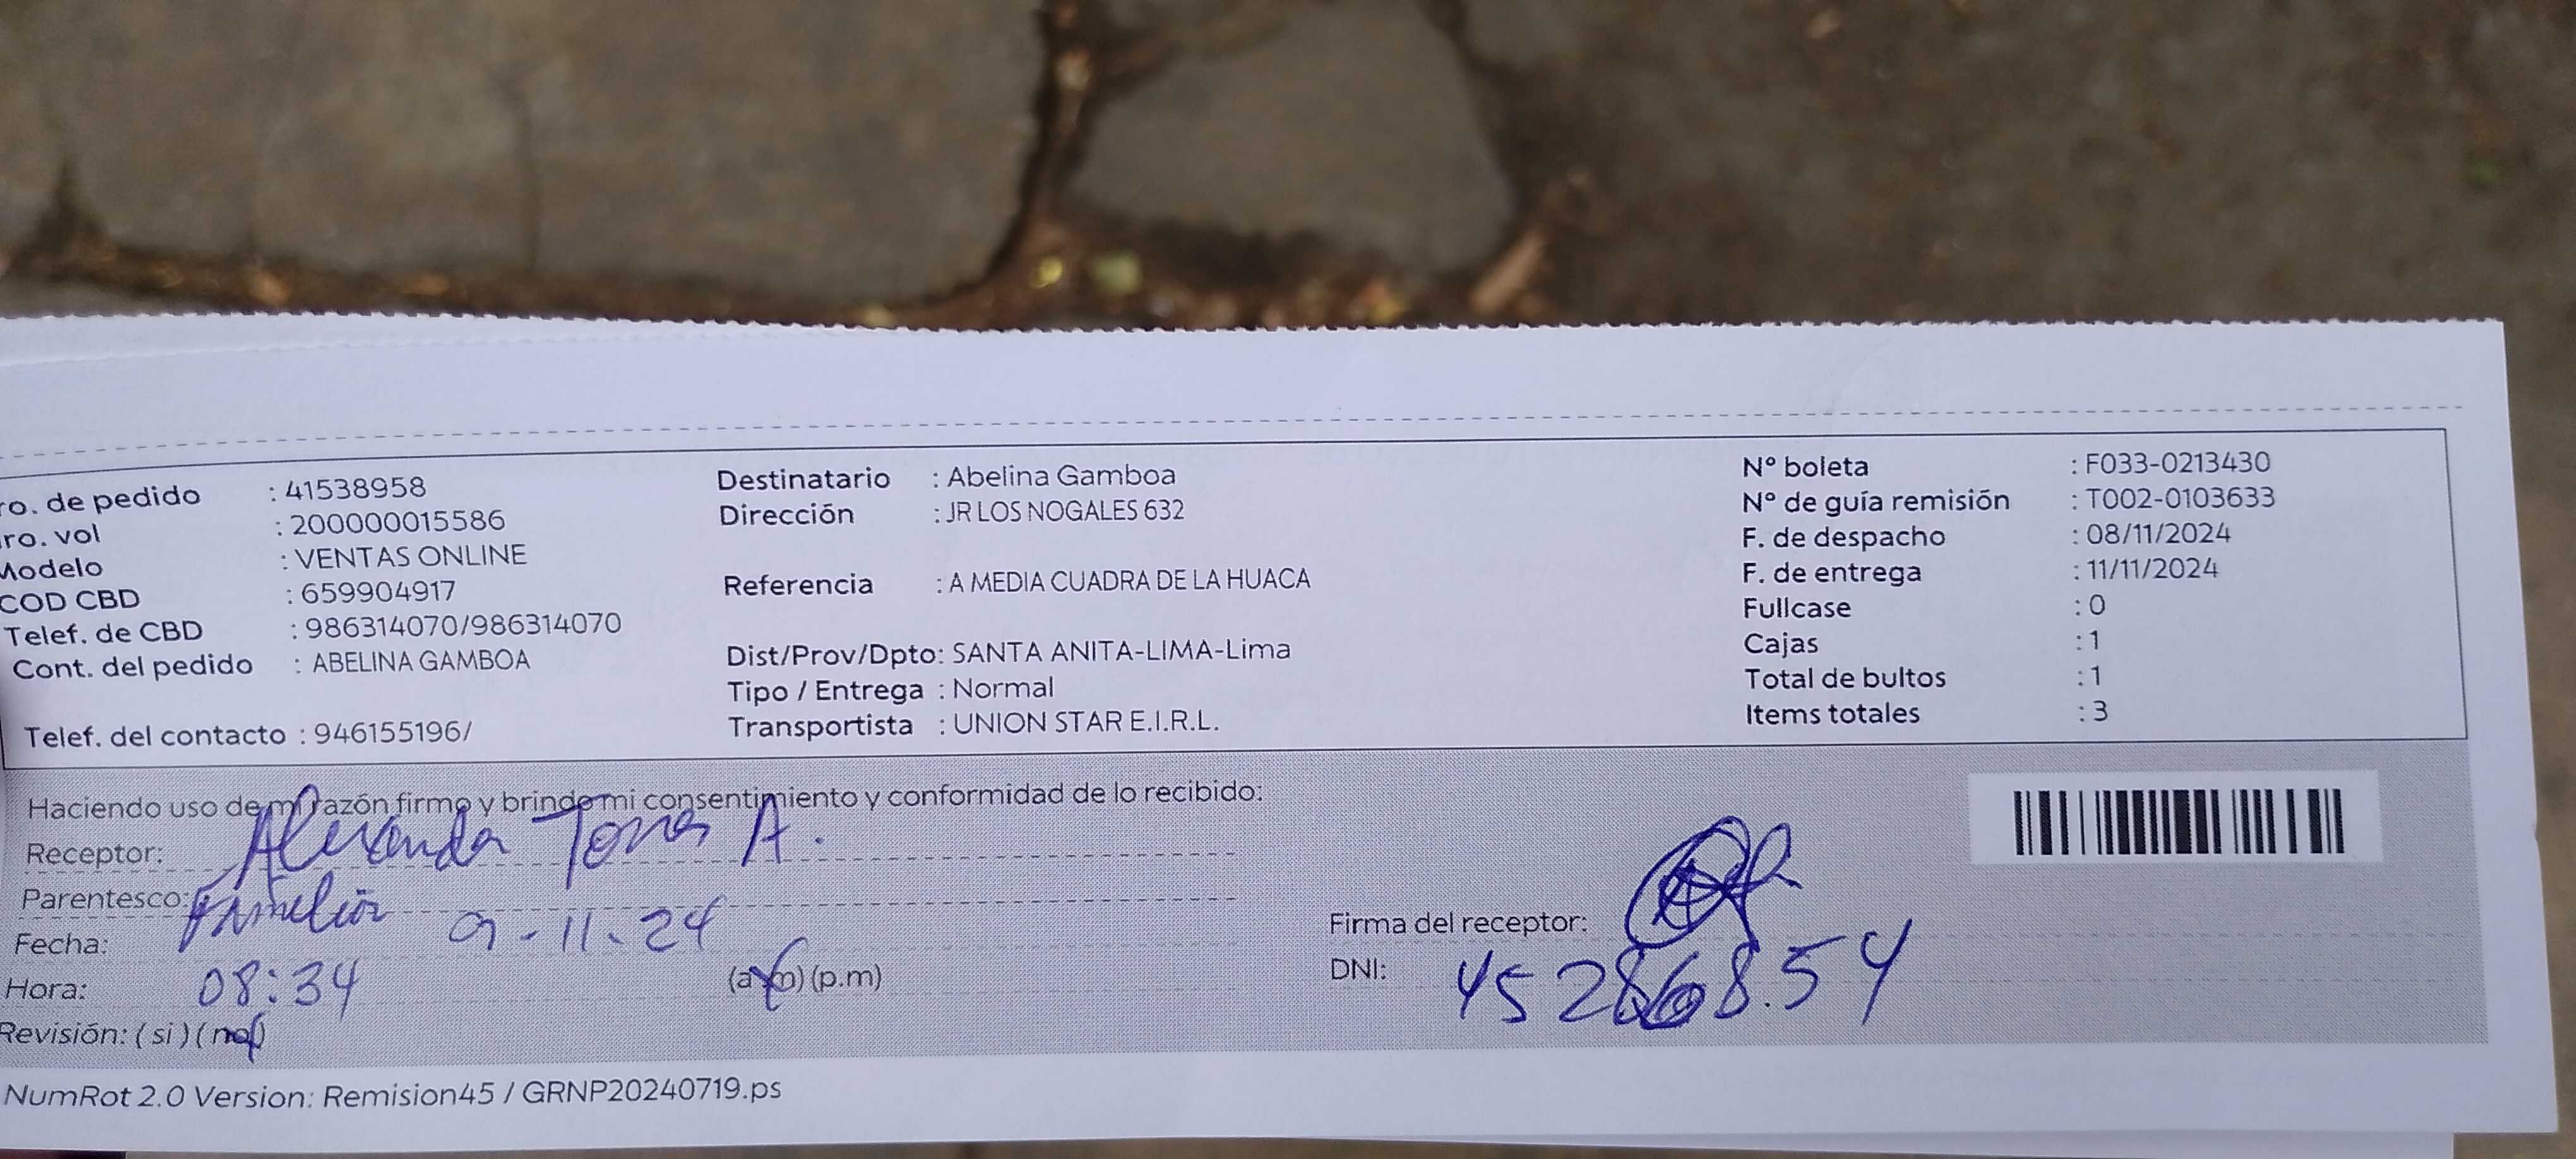 ro. de pedido : 41538958
ro. vol : 200000015586
Modelo : VENTAS ONLINE
COD CBD : 659904917
Telef. de CBD : 986314070/986314070
Cont. del pedido : ABELINA GAMBOA
Telef. del contacto : 946155196/
Destinatario : Abelina Gamboa
Dirección : JR LOS NOGALES 632
Referencia : A MEDIA CUADRA DE LA HUACA
Dist/Prov/Dpto: SANTA ANITA-LIMA-Lima
Tipo / Entrega : Normal
Transportista : UNION STAR E.I.R.L.
Nº boleta : F033-0213430
Nº de guía remisión : T002-0103633
F. de despacho : 08/11/2024
F. de entrega : 11/11/2024
Fullcase : 0
Cajas : 1
Total de bultos : 1
Items totales : 3
Haciendo uso de mi razón firmo y brindo mi consentimiento y conformidad de lo recibido:
Receptor: Alexanda Torres A.
Parentesco: Familiar
Fecha: 9-11-24
Hora: 08:34 (a.m) (p.m)
Revisión: ( si ) ( no )
Firma del receptor:
DNI:
NumRot 2.0 Version: Remision45 / GRNP20240719.ps